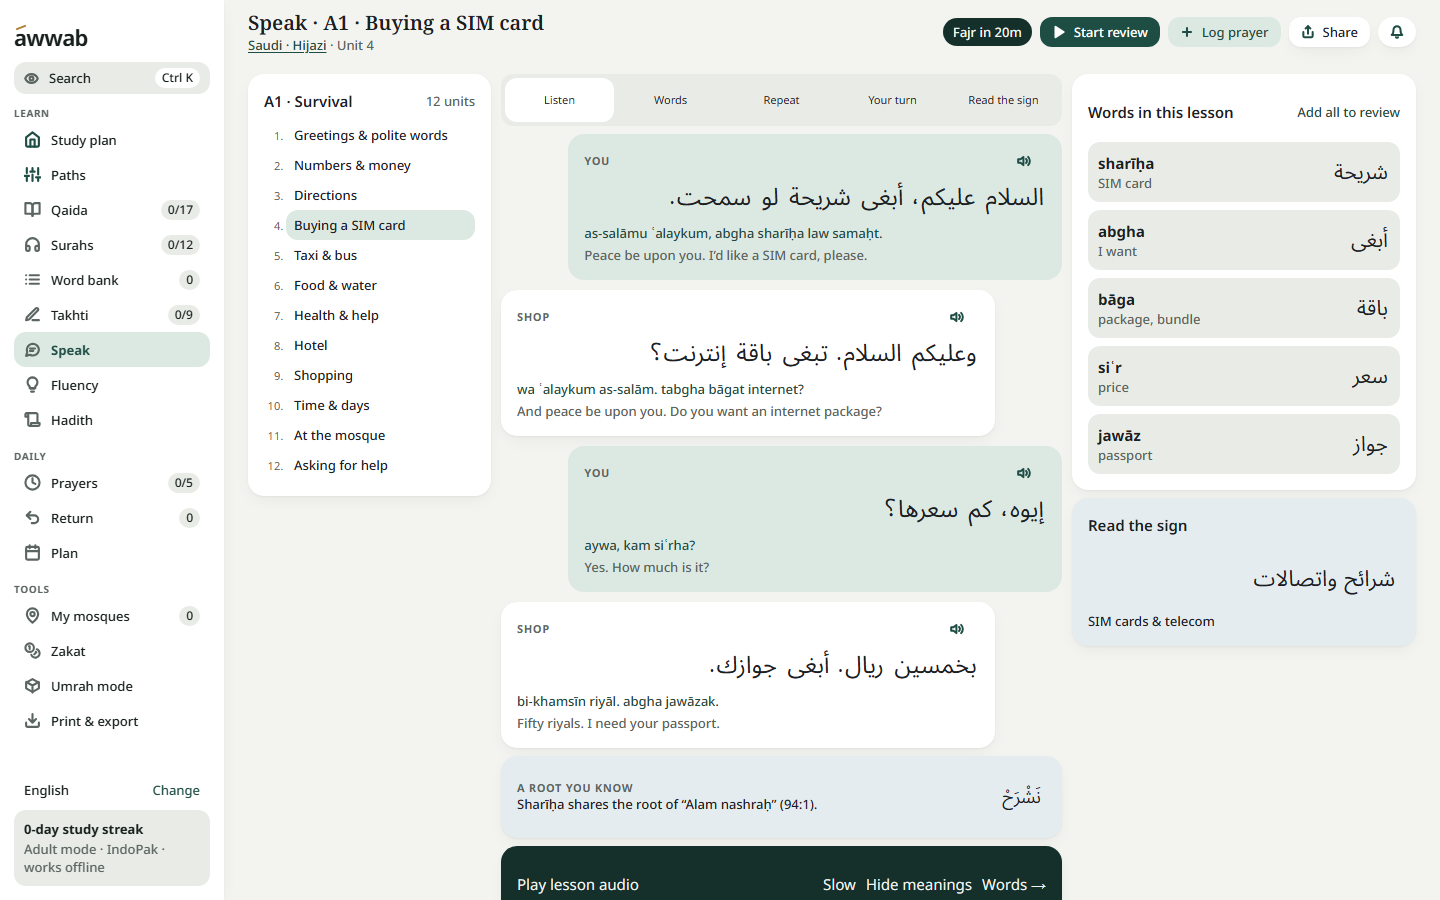 awwab
Search Ctrl K
LEARN
Study plan
Paths
Qaida 0/17
Surahs 0/12
Word bank 0
Takhti 0/9
Speak
Fluency
Hadith
DAILY
Prayers 0/5
Return 0
Plan
TOOLS
My mosques 0
Zakat
Umrah mode
Print & export
English Change
0-day study streak
Adult mode · IndoPak ·
works offline
Speak · A1 · Buying a SIM card
Saudi · Hijazi · Unit 4
Fajr in 20m Start review Log prayer Share
A1 · Survival 12 units
1. Greetings & polite words
2. Numbers & money
3. Directions
4. Buying a SIM card
5. Taxi & bus
6. Food & water
7. Health & help
8. Hotel
9. Shopping
10. Time & days
11. At the mosque
12. Asking for help
Listen Words Repeat Your turn Read the sign
YOU
السلام عليكم، أبغى شريحة لو سمحت.
as-salāmu ʿalaykum, abgha sharīḥa law samaḥt.
Peace be upon you. I'd like a SIM card, please.
SHOP
وعليكم السلام. تبغى باقة إنترنت؟
wa ʿalaykum as-salām. tabgha bāgat internet?
And peace be upon you. Do you want an internet package?
YOU
إيوه، كم سعرها؟
aywa, kam siʿrha?
Yes. How much is it?
SHOP
بخمسين ريال. أبغى جوازك.
bi-khamsīn riyāl. abgha jawāzak.
Fifty riyals. I need your passport.
A ROOT YOU KNOW
Sharīḥa shares the root of “Alam nashraḥ” (94:1).
نَشْرَحْ
Play lesson audio Slow Hide meanings Words →
Words in this lesson Add all to review
sharīḥa
SIM card
شريحة
abgha
I want
أبغى
bāga
package, bundle
باقة
siʿr
price
سعر
jawāz
passport
جواز
Read the sign
شرائح واتصالات
SIM cards & telecom